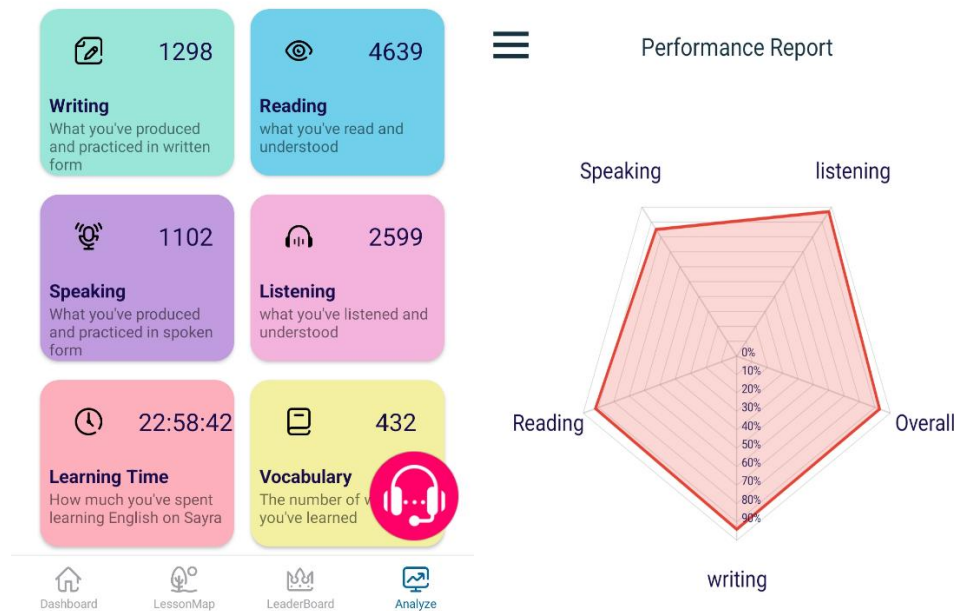 1298
Writing
What you've produced
and practiced in written
form
4639
Reading
what you've read and
understood
1102
Speaking
What you've produced
and practiced in spoken
form
2599
Listening
what you've listened and
understood
22:58:42
Learning Time
How much you've spent
learning English on Sayra
432
Vocabulary
The number of
you've learned
Dashboard
LessonMap
LeaderBoard
Analyze
Performance Report
Speaking
listening
0%
10%
20%
30%
40%
50%
60%
70%
80%
90%
Reading
Overall
writing